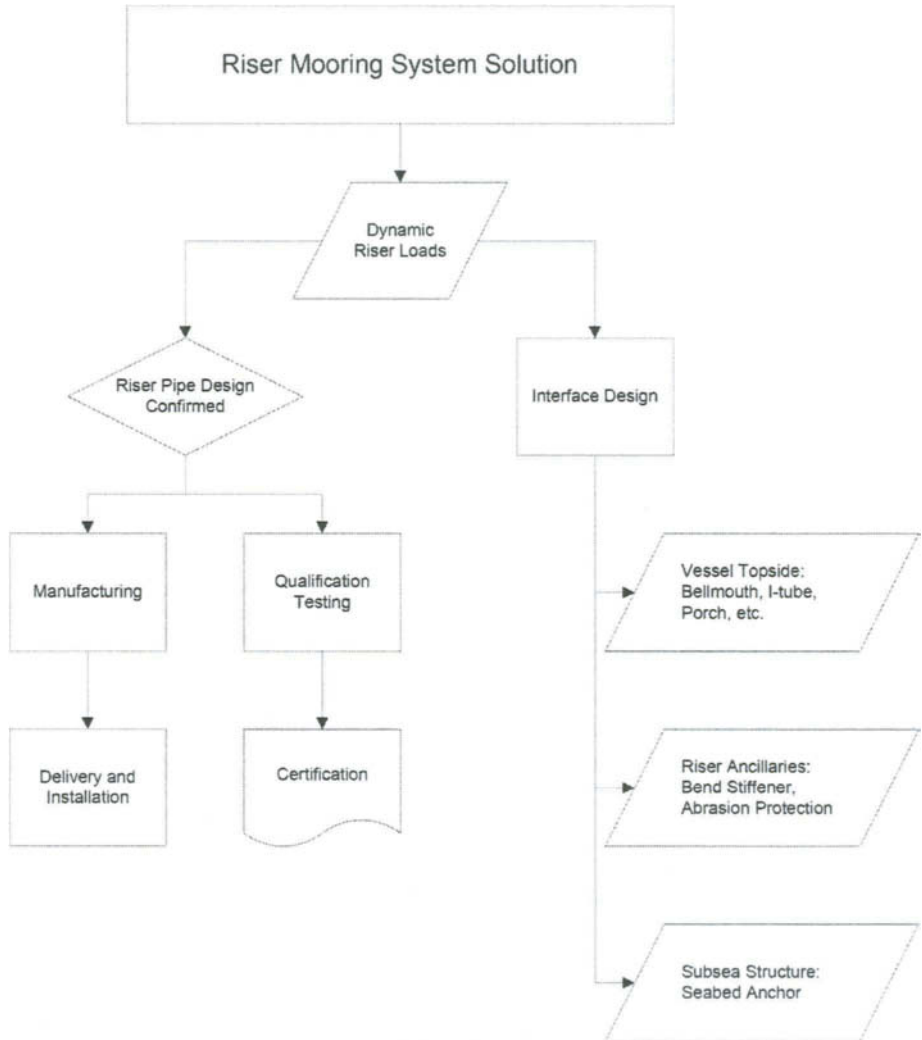 Riser Mooring System Solution
Dynamic
Riser Loads
Riser Pipe Design
Confirmed
Interface Design
Manufacturing
Qualification
Testing
Vessel Topside:
Bellmouth, I-tube,
Porch, etc.
Delivery and
Installation
Certification
Riser Ancillaries:
Bend Stiffener,
Abrasion Protection
Subsea Structure:
Seabed Anchor